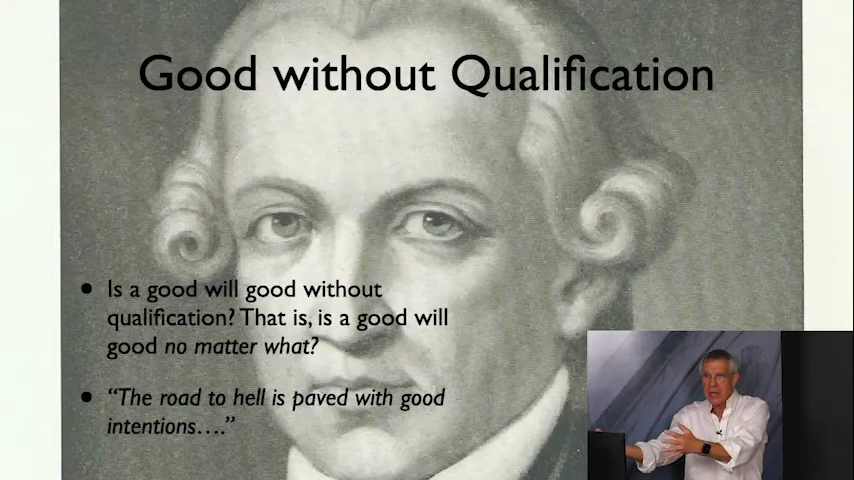 Good without Qualification
• Is a good will good without
qualification? That is, is a good will
good no matter what?
• “The road to hell is paved with good
intentions….”